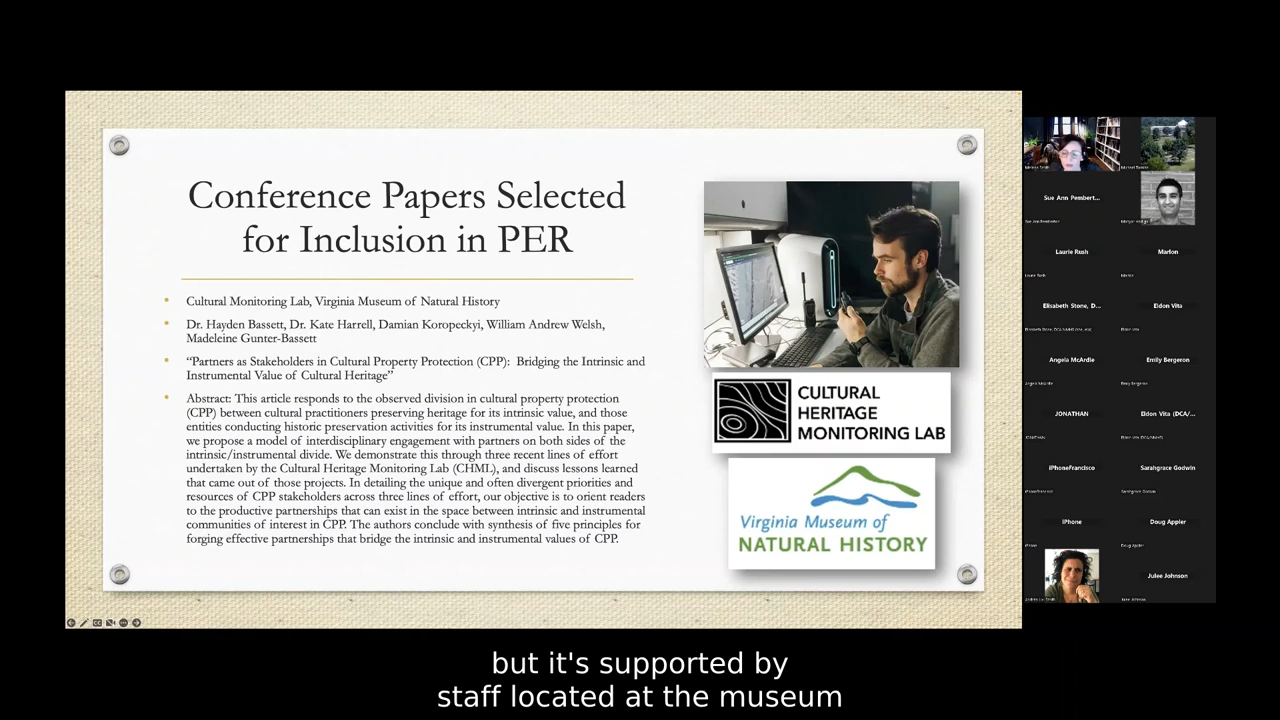 Conference Papers Selected
for Inclusion in PER
• Cultural Monitoring Lab, Virginia Museum of Natural History
• Dr. Hayden Bassett, Dr. Kate Harrell, Damian Koropeckyi, William Andrew Welsh,
Madeleine Gunter-Bassett
• “Partners as Stakeholders in Cultural Property Protection (CPP): Bridging the Intrinsic and
Instrumental Value of Cultural Heritage”
• Abstract: This article responds to the observed division in cultural property protection
(CPP) between cultural practitioners preserving heritage for its intrinsic value, and those
entities conducting historic preservation activities for its instrumental value. In this paper,
we propose a model of interdisciplinary engagement with partners on both sides of the
intrinsic/instrumental divide. We demonstrate this through three recent lines of effort
undertaken by the Cultural Heritage Monitoring Lab (CHML), and discuss lessons learned
that came out of those projects. In detailing the unique and often divergent priorities and
resources of CPP stakeholders across three lines of effort, our objective is to orient readers
to the productive partnerships that can exist in the space between intrinsic and instrumental
communities of interest in CPP. The authors conclude with synthesis of five principles for
forging effective partnerships that bridge the intrinsic and instrumental values of CPP.
CULTURAL
HERITAGE
MONITORING LAB
Virginia Museum of
NATURAL HISTORY
Sue Ann Pembert...
Laurie Rush
Marlon
Elisabeth Stone, D...
Eldon Vita
Angela McArdle
Emily Bergeron
JONATHAN
Eldon Vita (DCA/...
iPhoneFrancisco
Sarahgrace Godwin
iPhone
Doug Appler
Julee Johnson
but it's supported by
staff located at the museum